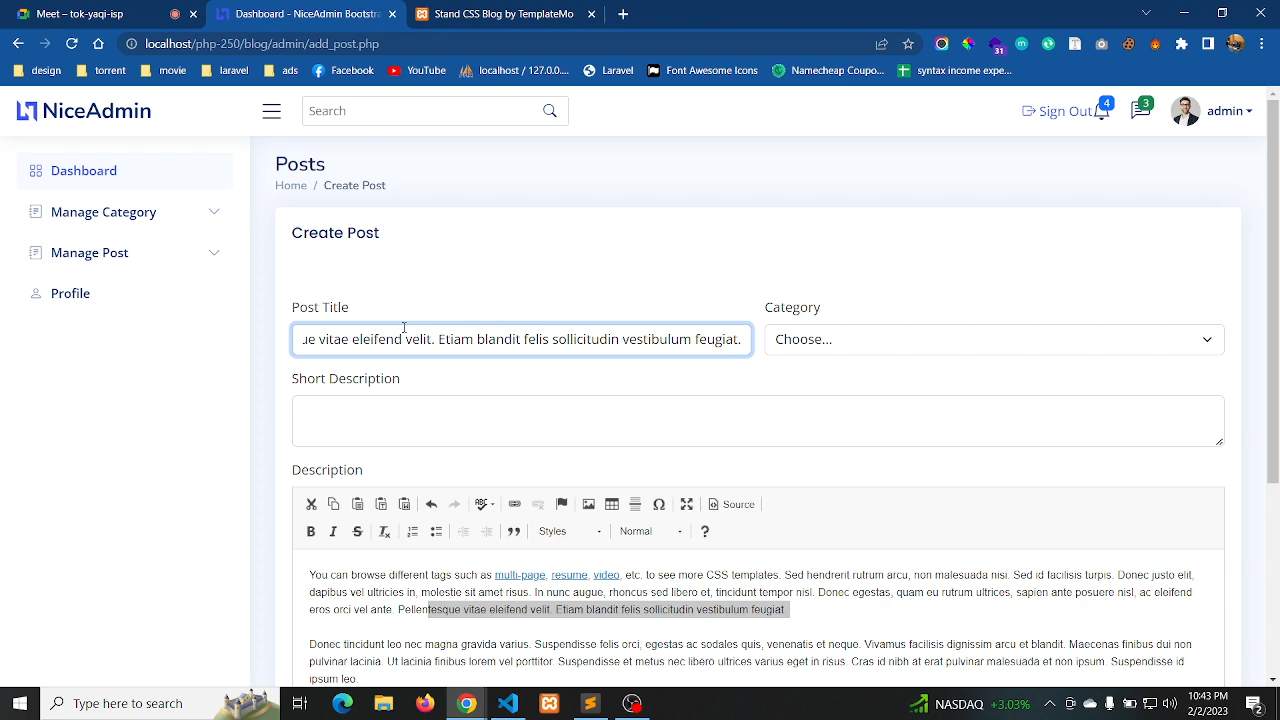 Meet – tok-yaqj-nsp
Dashboard - NiceAdmin Bootstra
Stand CSS Blog by TemplateMo
localhost/php-250/blog/admin/add_post.php
31
design
torrent
movie
laravel
ads
Facebook
YouTube
localhost / 127.0.0...
Laravel
Font Awesome Icons
Namecheap Coupo...
syntax income expe...
NiceAdmin
Search
Sign Out
4
3
admin
Dashboard
Manage Category
Manage Post
Profile
Posts
Home / Create Post
Create Post
Post Title
Category
ue vitae eleifend velit. Etiam blandit felis sollicitudin vestibulum feugiat.
Choose...
Short Description
Description
Source
Styles
Normal
You can browse different tags such as multi-page, resume, video, etc. to see more CSS templates. Sed hendrerit rutrum arcu, non malesuada nisi. Sed id facilisis turpis. Donec justo elit,
dapibus vel ultricies in, molestie sit amet risus. In nunc augue, rhoncus sed libero et, tincidunt tempor nisl. Donec egestas, quam eu rutrum ultrices, sapien ante posuere nisl, ac eleifend
eros orci vel ante. Pellentesque vitae eleifend velit. Etiam blandit felis sollicitudin vestibulum feugiat.
Donec tincidunt leo nec magna gravida varius. Suspendisse felis orci, egestas ac sodales quis, venenatis et neque. Vivamus facilisis dignissim arcu et blandit. Maecenas finibus dui non
pulvinar lacinia. Ut lacinia finibus lorem vel porttitor. Suspendisse et metus nec libero ultrices varius eget in risus. Cras id nibh at erat pulvinar malesuada et non ipsum. Suspendisse id
ipsum leo.
Type here to search
NASDAQ +3.03%
10:43 PM
2/2/2023
2